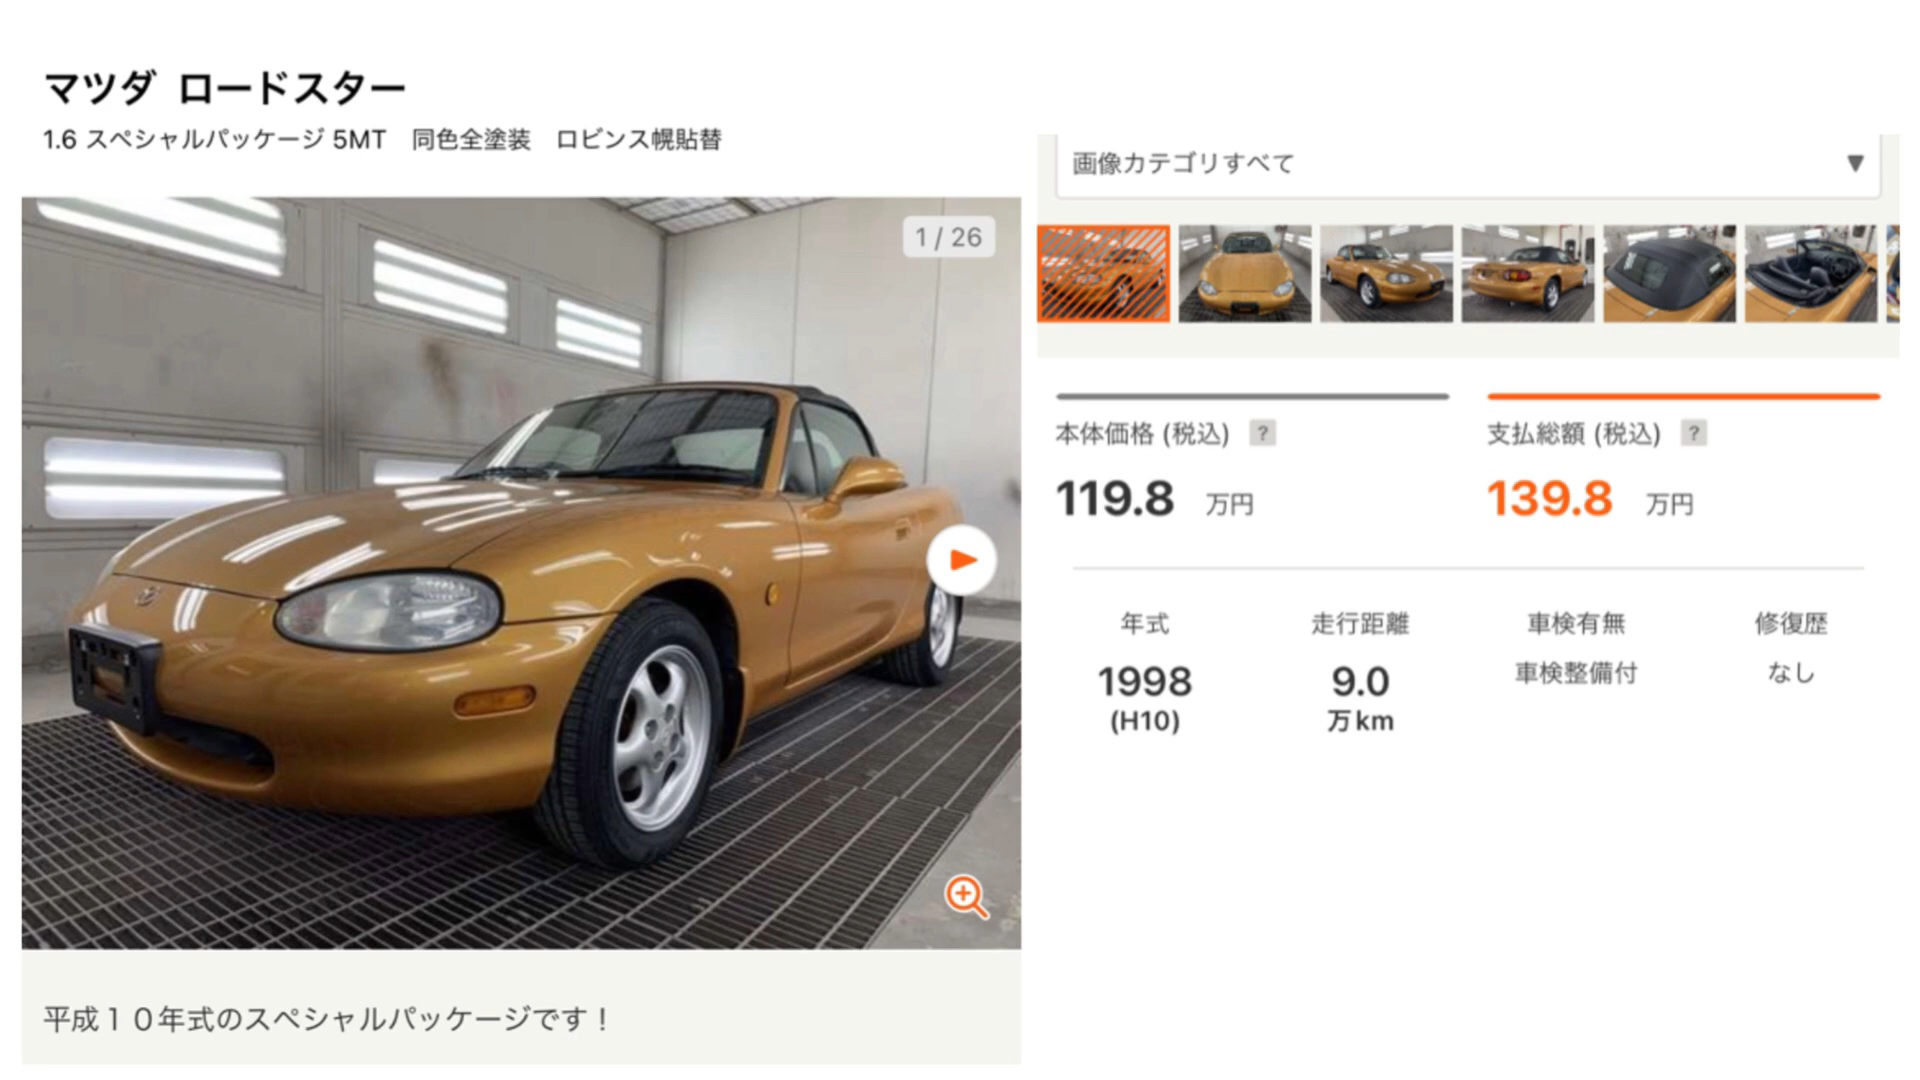 マツダ ロードスター
1.6 スペシャルパッケージ 5MT　同色全塗装　ロビンス幌貼替
1 / 26
平成１０年式のスペシャルパッケージです！
画像カテゴリすべて ▼
本体価格 (税込) ?
119.8 万円
支払総額 (税込) ?
139.8 万円
年式
1998
(H10)
走行距離
9.0
万km
車検有無
車検整備付
修復歴
なし